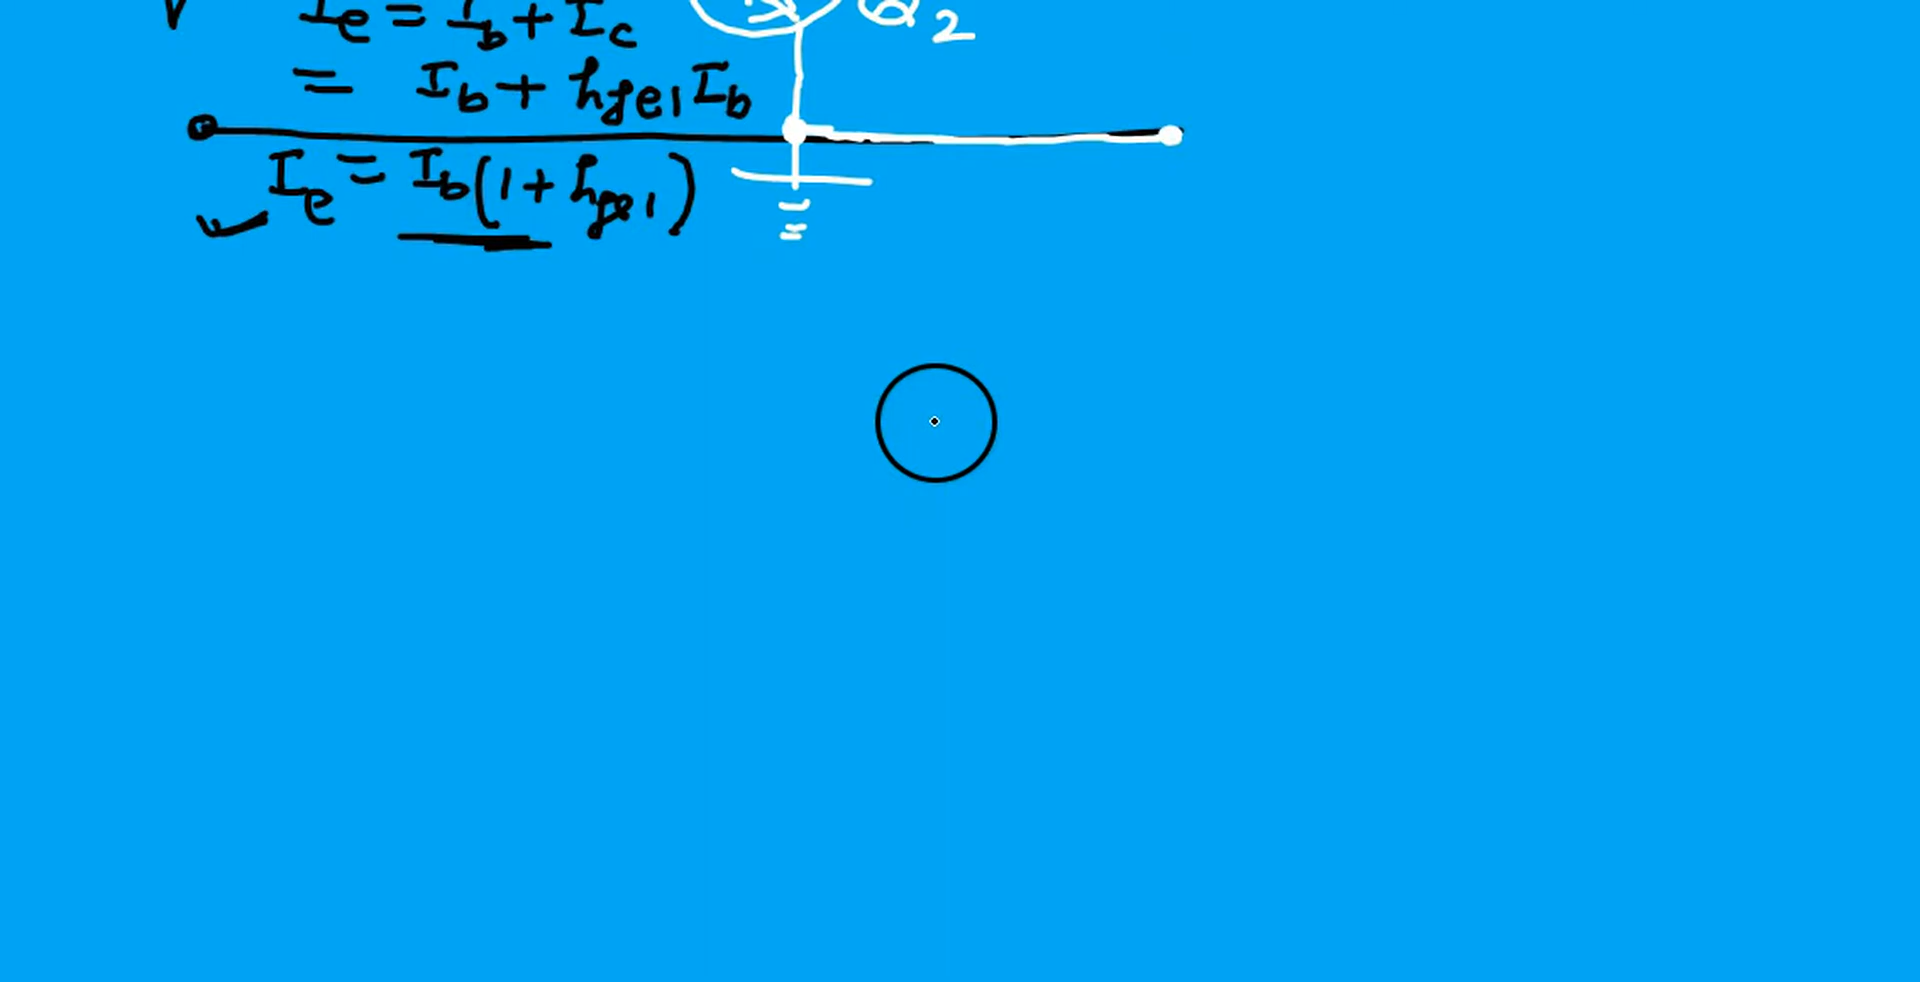 Ie = Ib + Ic
Q2
= Ib + hfe1 Ib
Ie = Ib(1 + hfe1)